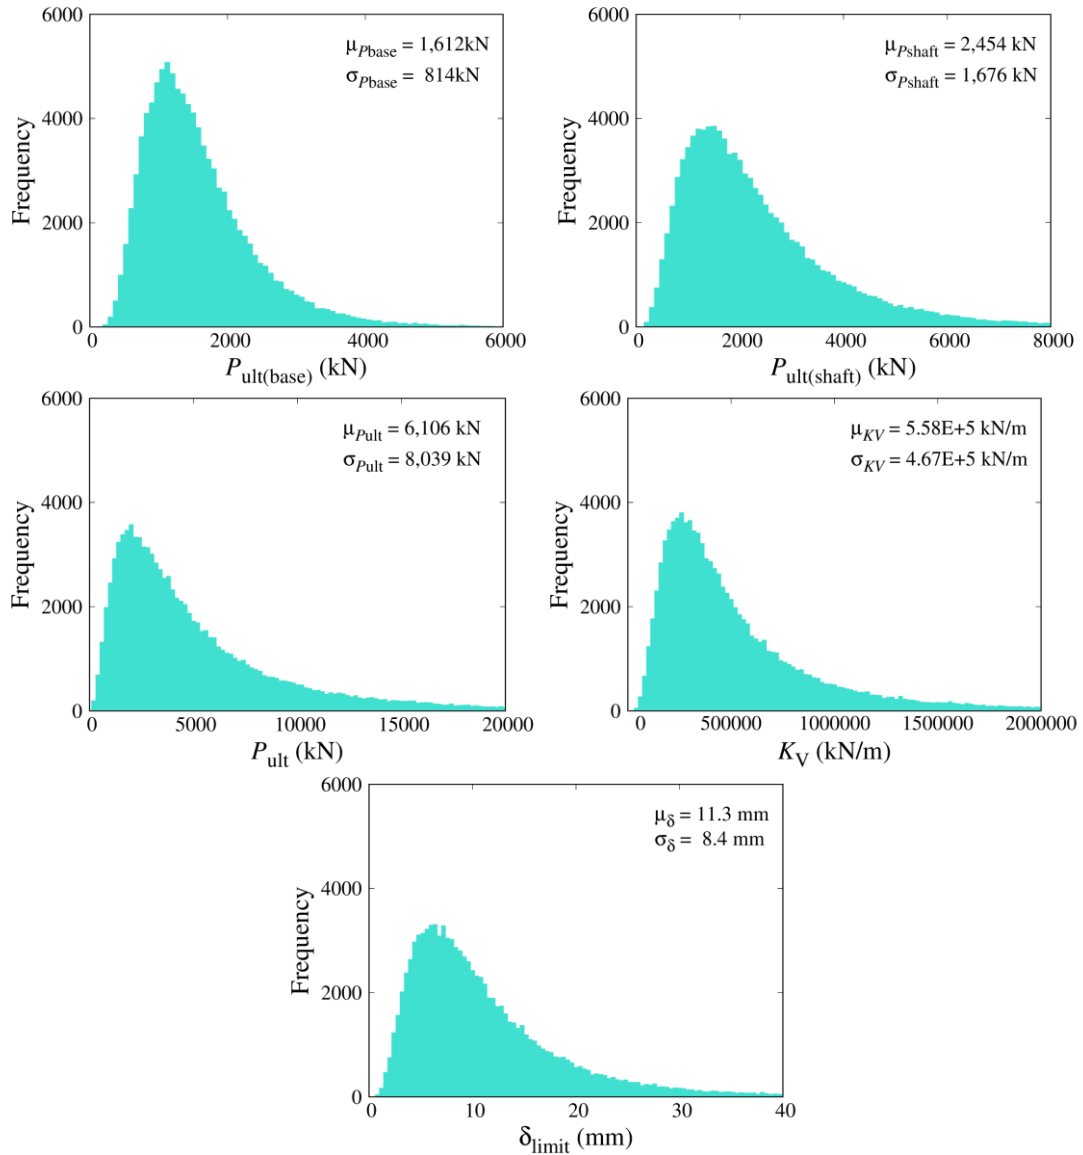 6000
4000
2000
0
Frequency
μPbase = 1,612kN
σPbase = 814kN
0 2000 4000 6000
Pult(base) (kN)
6000
4000
2000
0
Frequency
μPshaft = 2,454 kN
σPshaft = 1,676 kN
0 2000 4000 6000 8000
Pult(shaft) (kN)
6000
4000
2000
0
Frequency
μPult = 6,106 kN
σPult = 8,039 kN
0 5000 10000 15000 20000
Pult (kN)
6000
4000
2000
0
Frequency
μKV = 5.58E+5 kN/m
σKV = 4.67E+5 kN/m
0 500000 1000000 1500000 2000000
KV (kN/m)
6000
4000
2000
0
Frequency
μδ = 11.3 mm
σδ = 8.4 mm
0 10 20 30 40
δlimit (mm)